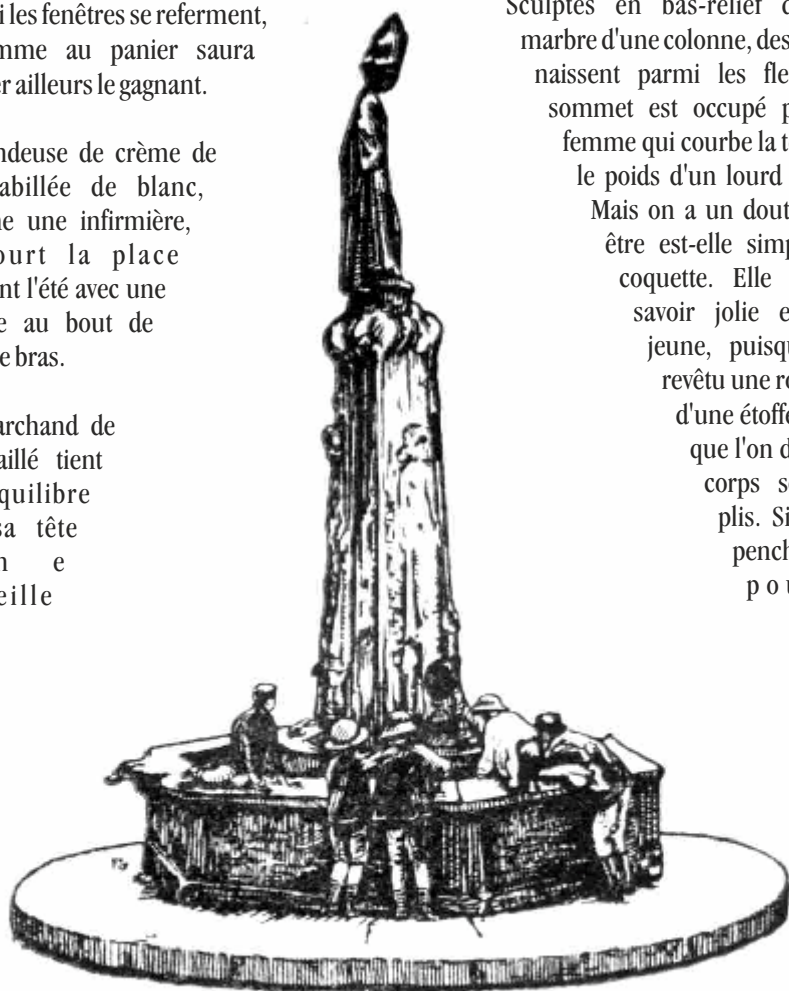 i les fenêtres se referment,
mme au panier saura
er ailleurs le gagnant.
ndeuse de crème de
abillée de blanc,
ne une infirmière,
ourt la place
nt l'été avec une
e au bout de
e bras.
archand de
aillé tient
quilibre
sa tête
n e
eille
Sculptés en bas-relief d
marbre d'une colonne, des
naissent parmi les fle
sommet est occupé p
femme qui courbe la t
le poids d'un lourd
Mais on a un dout
être est-elle simp
coquette. Elle
savoir jolie e
jeune, puisqu
revêtu une ro
d'une étoffe
que l'on d
corps so
plis. Si
pench
pou